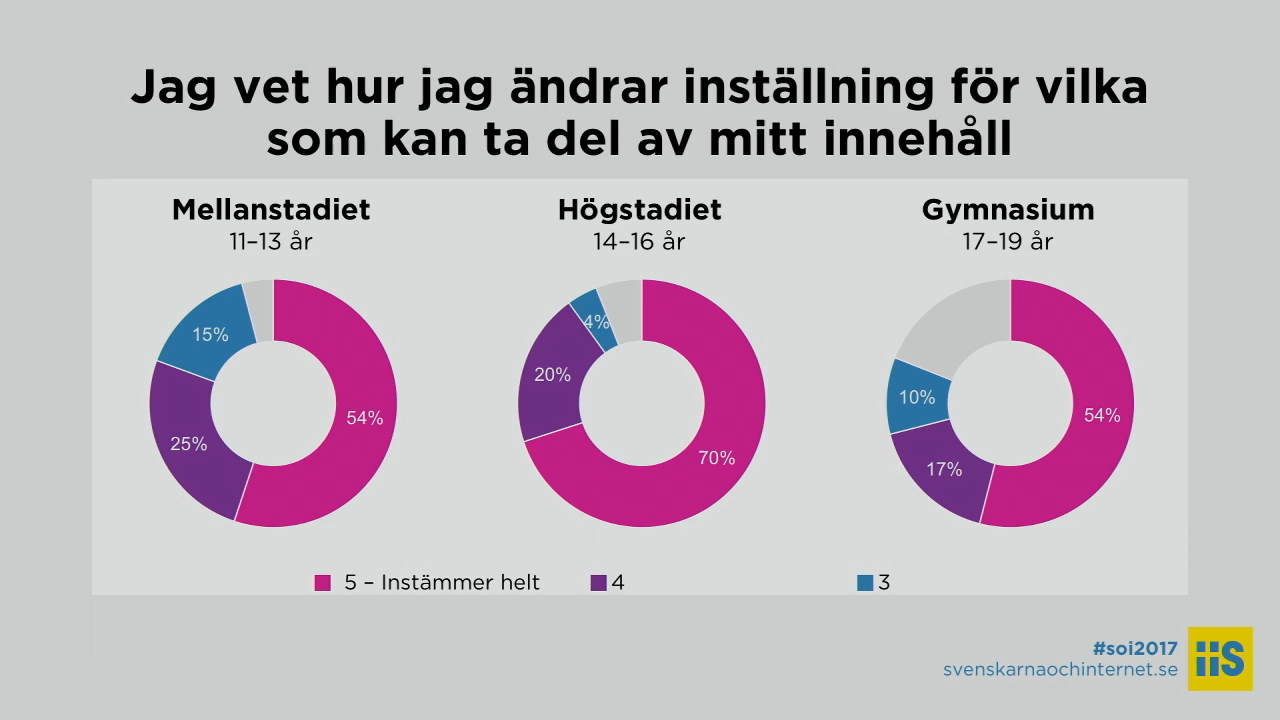 Jag vet hur jag ändrar inställning för vilka
som kan ta del av mitt innehåll
Mellanstadiet
11–13 år
Högstadiet
14–16 år
Gymnasium
17–19 år
15%
54%
25%
4%
20%
70%
10%
54%
17%
5 – Instämmer helt
4
3
#soi2017
svenskarnaochinternet.se
iiS